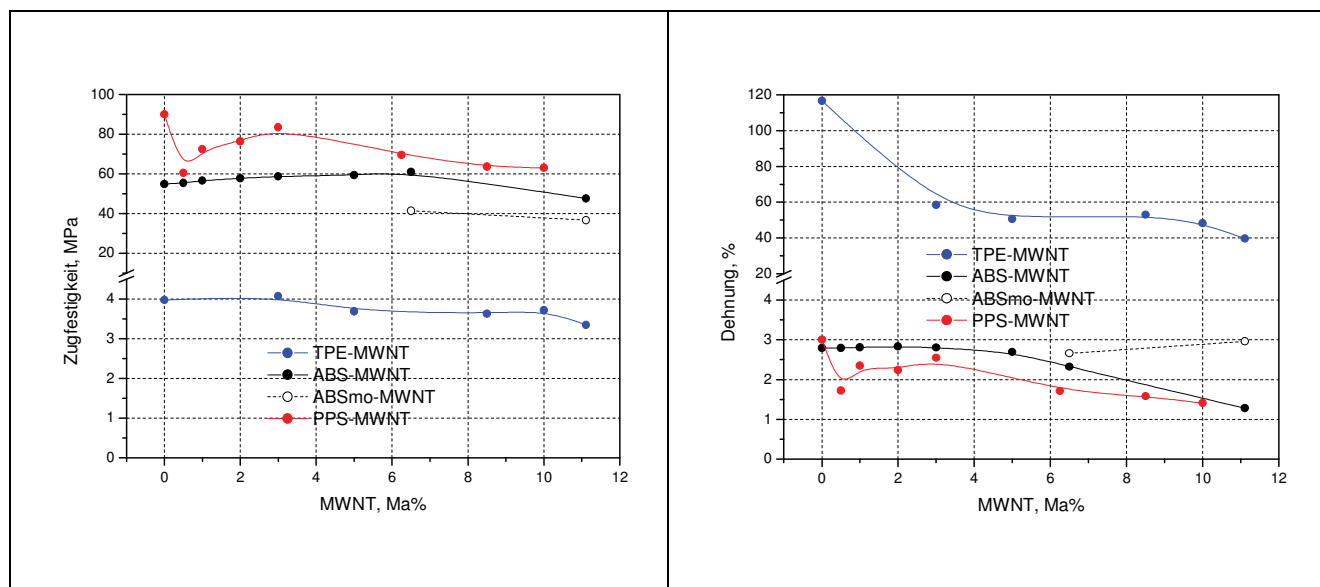 100
80
60
40
20
4
3
2
1
0
Zugfestigkeit, MPa
TPE-MWNT
ABS-MWNT
ABSmo-MWNT
PPS-MWNT
0 2 4 6 8 10 12
MWNT, Ma%
120
100
80
60
40
20
4
3
2
1
0
Dehnung, %
TPE-MWNT
ABS-MWNT
ABSmo-MWNT
PPS-MWNT
0 2 4 6 8 10 12
MWNT, Ma%